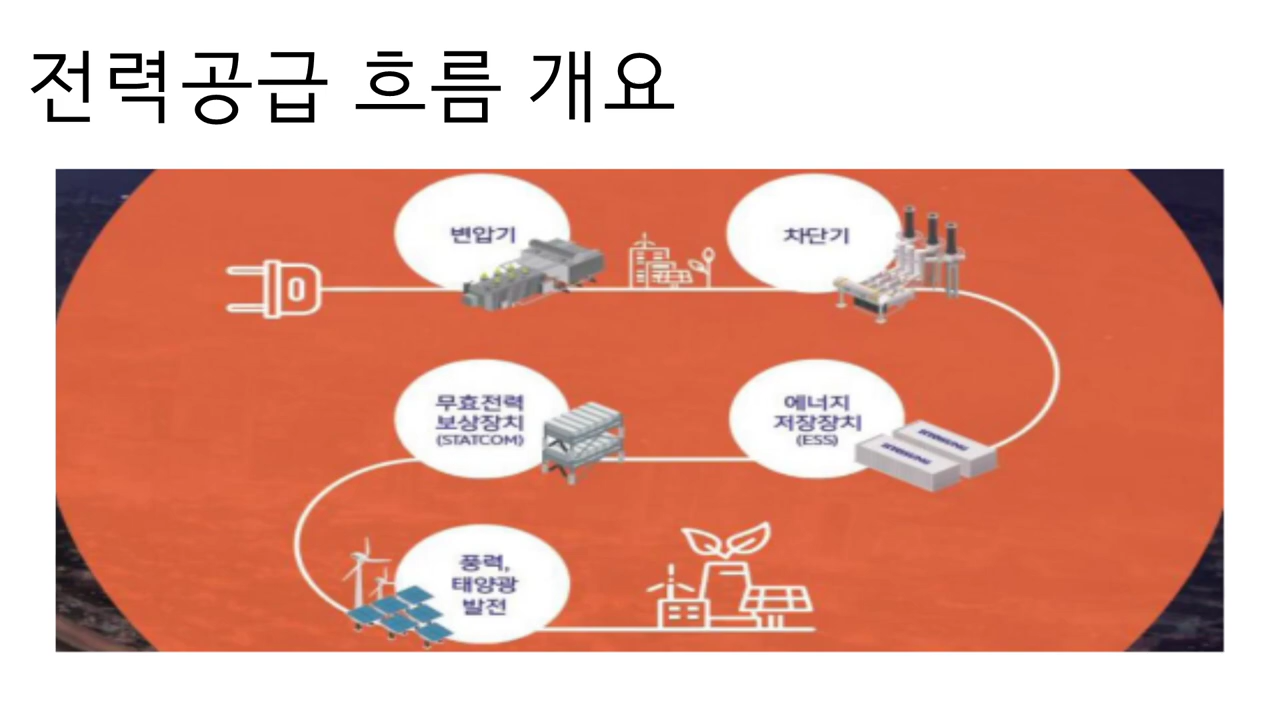 전력공급 흐름 개요
변압기
차단기
무효전력
보상장치
(STATCOM)
에너지
저장장치
(ESS)
풍력,
태양광
발전